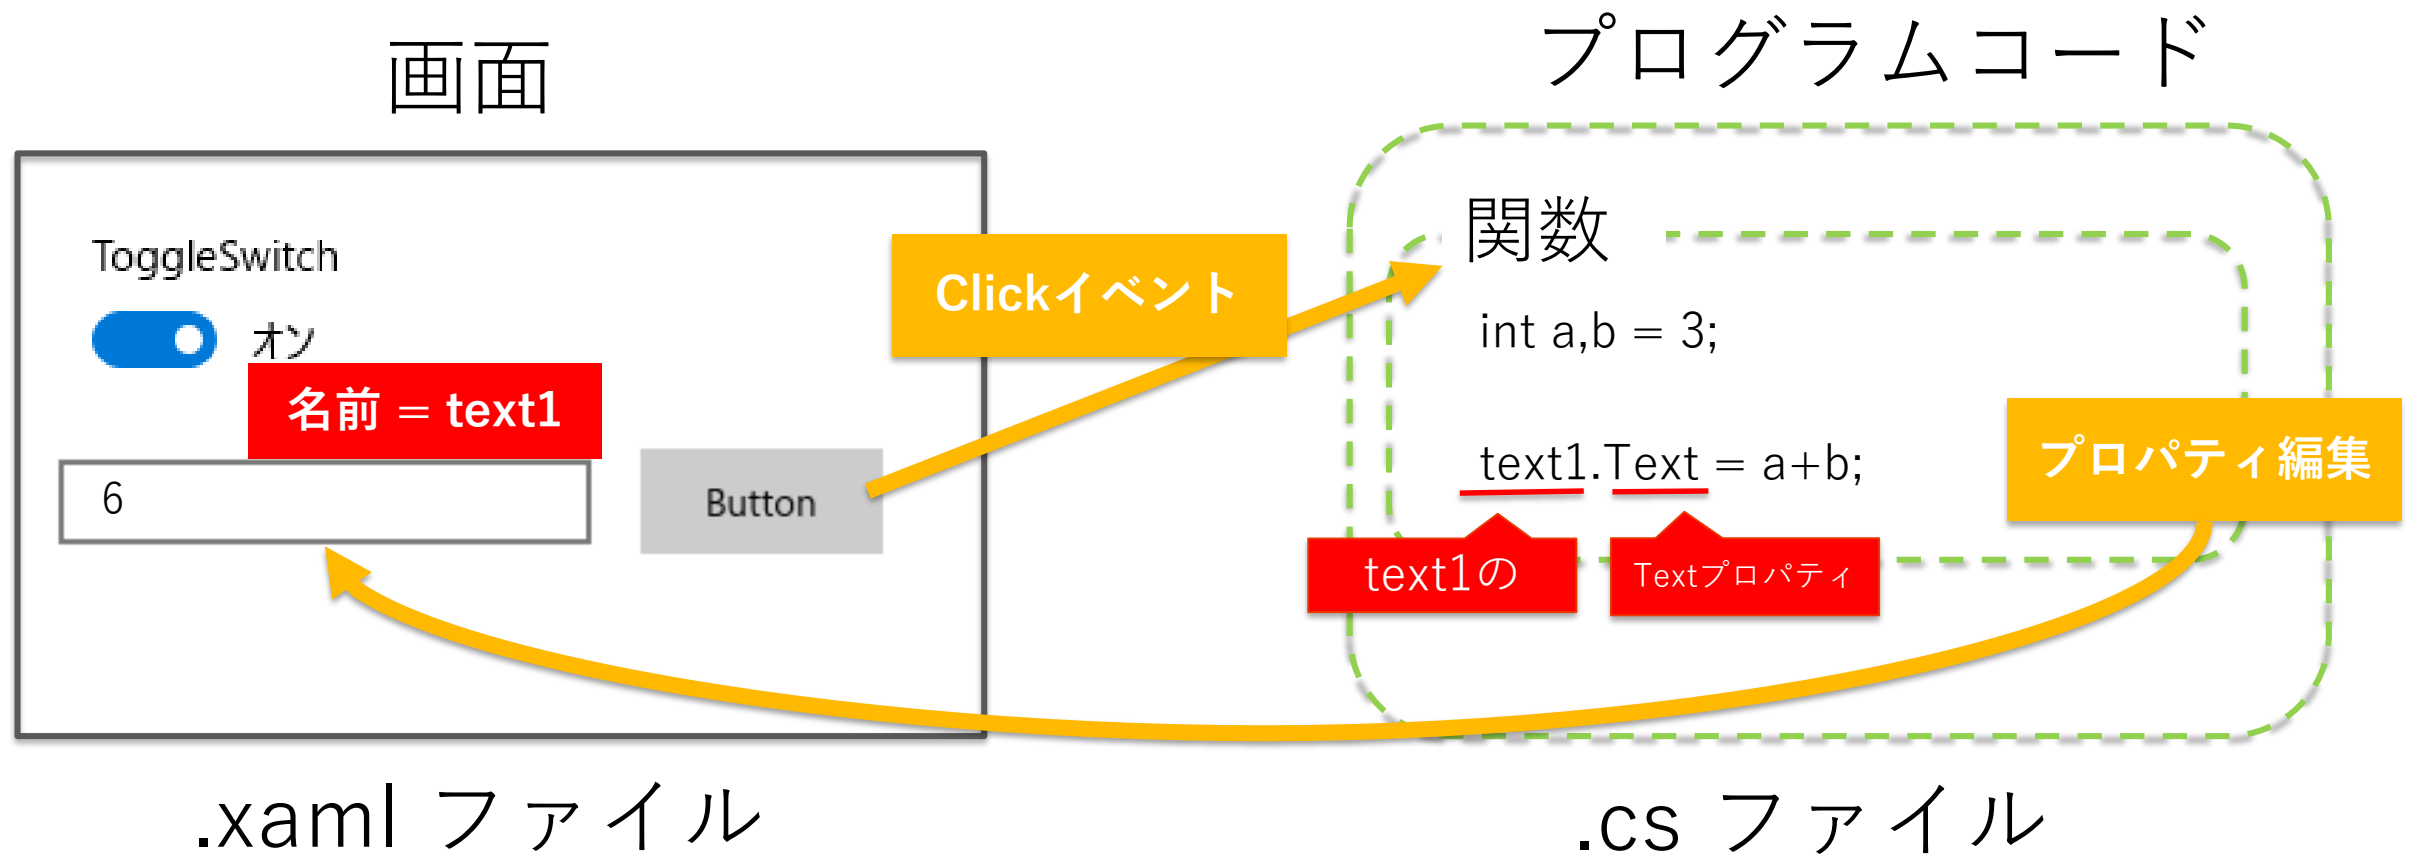 画面
ToggleSwitch
オン
名前 = text1
6
Button
.xaml ファイル
Clickイベント
プログラムコード
関数
int a,b = 3;
text1.Text = a+b;
text1の
Textプロパティ
プロパティ編集
.cs ファイル